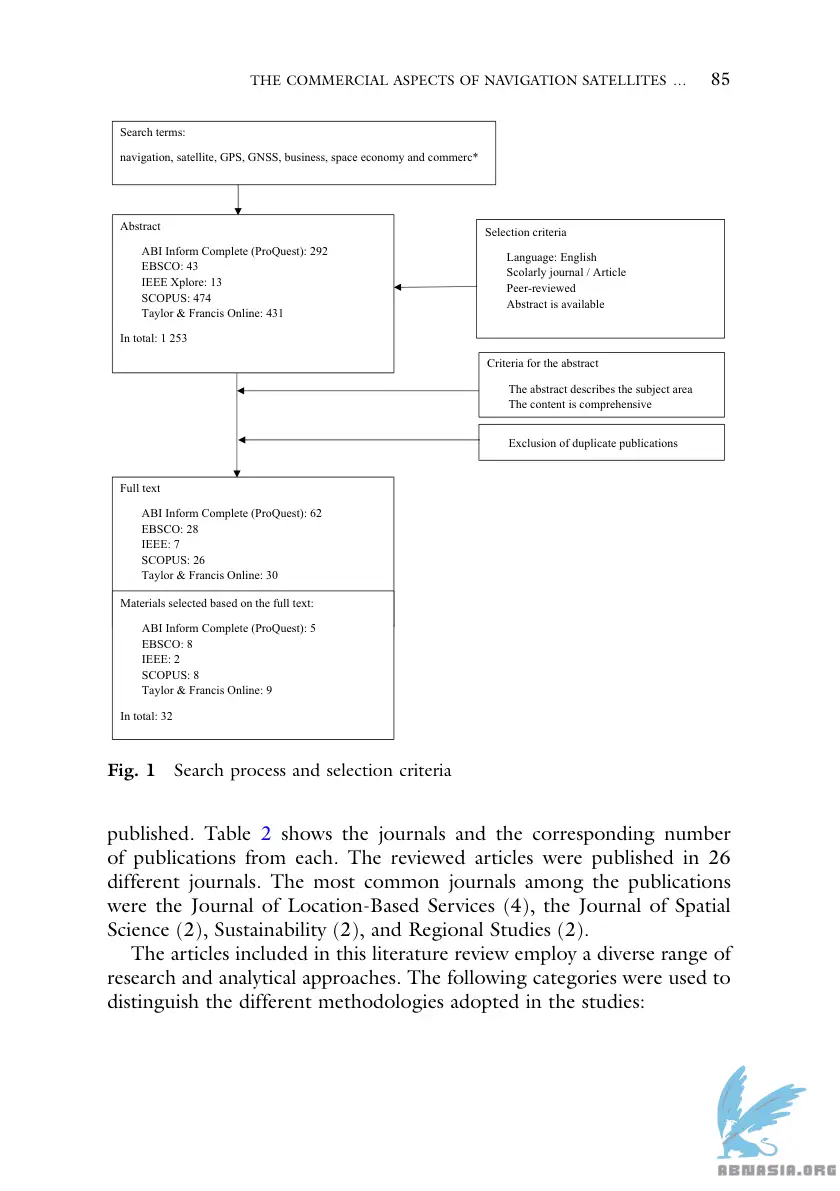 THE COMMERCIAL ASPECTS OF NAVIGATION SATELLITES … 85
Search terms:
navigation, satellite, GPS, GNSS, business, space economy and commerc*
Abstract
ABI Inform Complete (ProQuest): 292
EBSCO: 43
IEEE Xplore: 13
SCOPUS: 474
Taylor & Francis Online: 431
In total: 1 253
Selection criteria
Language: English
Scolarly journal / Article
Peer-reviewed
Abstract is available
Criteria for the abstract
The abstract describes the subject area
The content is comprehensive
Exclusion of duplicate publications
Full text
ABI Inform Complete (ProQuest): 62
EBSCO: 28
IEEE: 7
SCOPUS: 26
Taylor & Francis Online: 30
Materials selected based on the full text:
ABI Inform Complete (ProQuest): 5
EBSCO: 8
IEEE: 2
SCOPUS: 8
Taylor & Francis Online: 9
In total: 32
Fig. 1 Search process and selection criteria
published. Table 2 shows the journals and the corresponding number
of publications from each. The reviewed articles were published in 26
different journals. The most common journals among the publications
were the Journal of Location-Based Services (4), the Journal of Spatial
Science (2), Sustainability (2), and Regional Studies (2).
The articles included in this literature review employ a diverse range of
research and analytical approaches. The following categories were used to
distinguish the different methodologies adopted in the studies:
ABNASIA.ORG